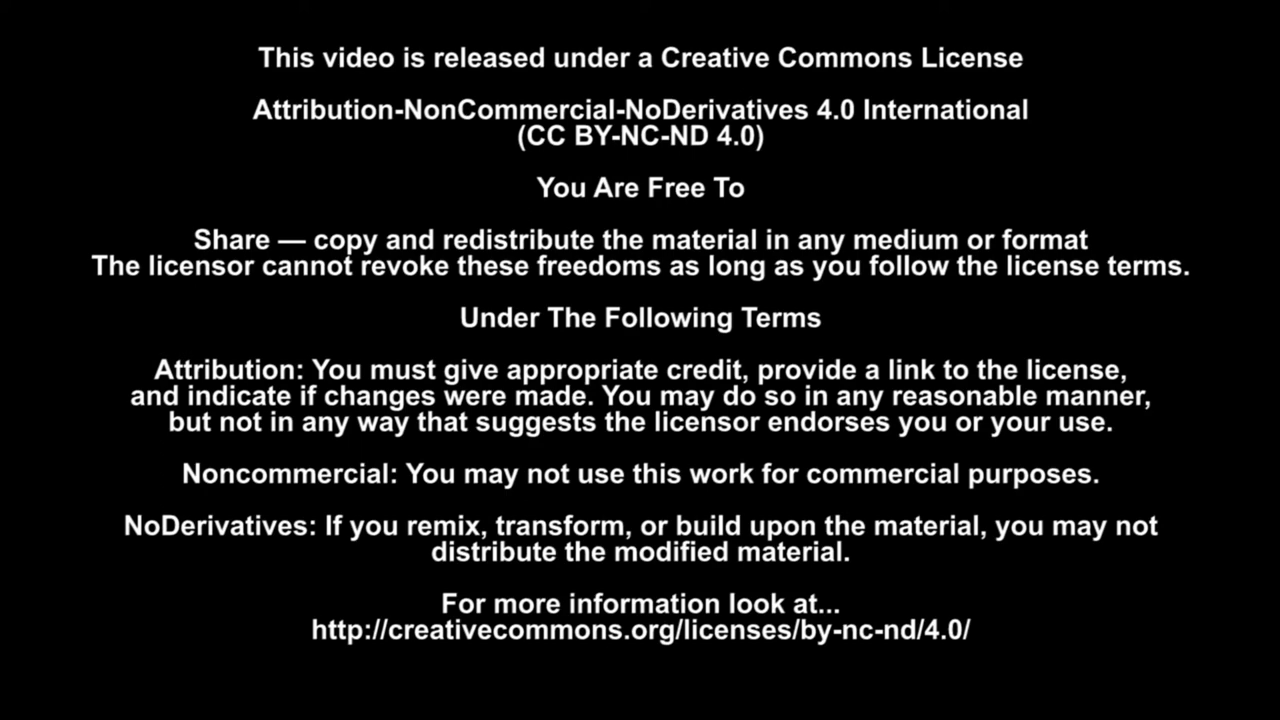 This video is released under a Creative Commons License
Attribution-NonCommercial-NoDerivatives 4.0 International
(CC BY-NC-ND 4.0)
You Are Free To
Share — copy and redistribute the material in any medium or format
The licensor cannot revoke these freedoms as long as you follow the license terms.
Under The Following Terms
Attribution: You must give appropriate credit, provide a link to the license,
and indicate if changes were made. You may do so in any reasonable manner,
but not in any way that suggests the licensor endorses you or your use.
Noncommercial: You may not use this work for commercial purposes.
NoDerivatives: If you remix, transform, or build upon the material, you may not
distribute the modified material.
For more information look at...
http://creativecommons.org/licenses/by-nc-nd/4.0/